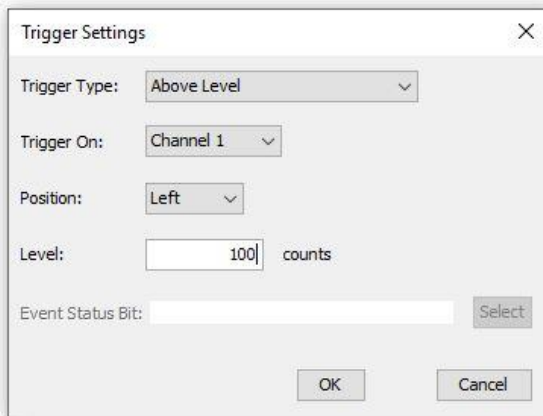 Trigger Settings
Trigger Type: Above Level
Trigger On: Channel 1
Position: Left
Level: 100 counts
Event Status Bit: Select
OK Cancel